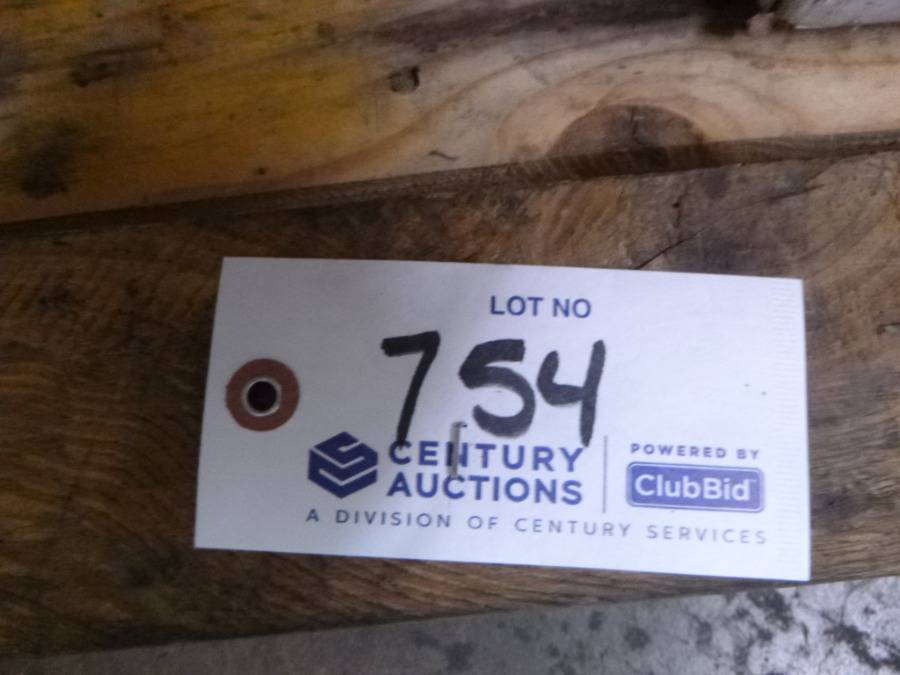 LOT NO
754
CENTURY
AUCTIONS
A DIVISION OF CENTURY SERVICES
POWERED BY
ClubBid